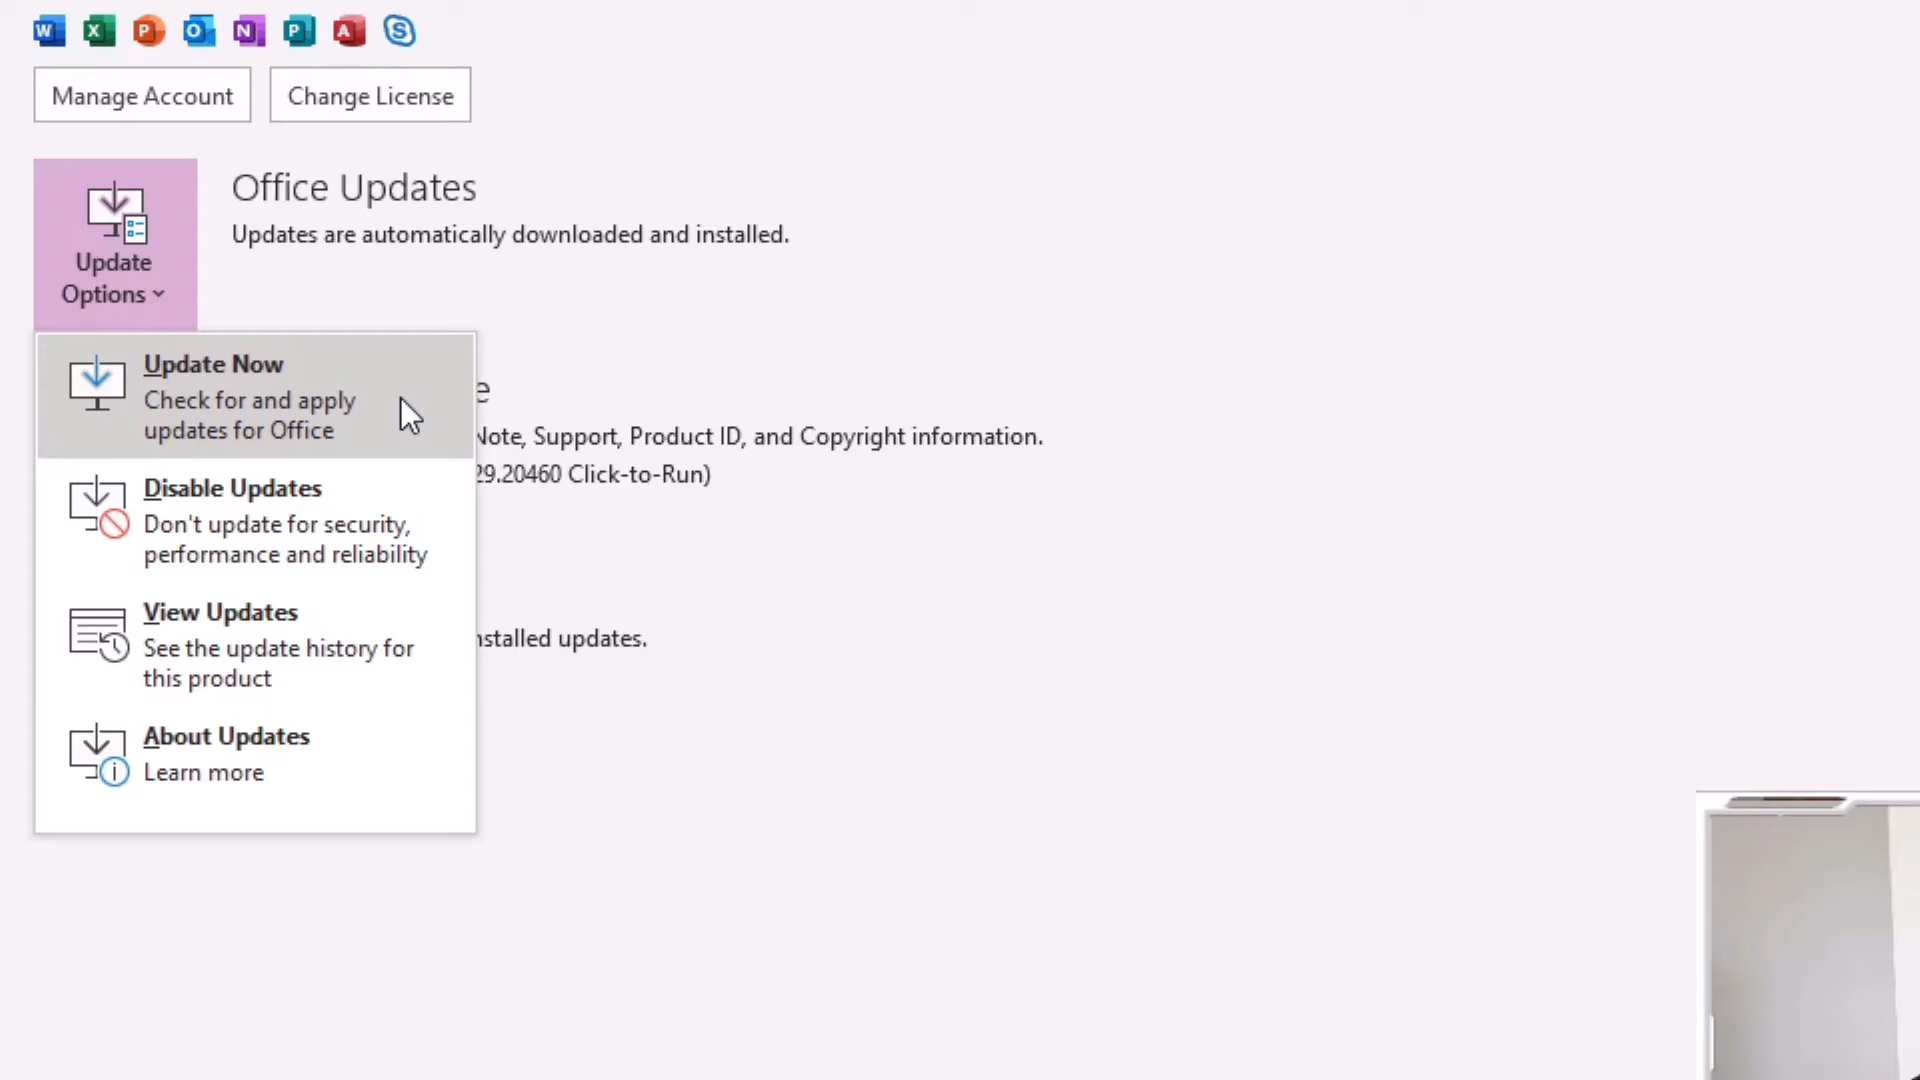 W X P O N P A S
Manage Account Change License
Office Updates
Updates are automatically downloaded and installed.
Update
Options
Update Now
Check for and apply
updates for Office
e
Note, Support, Product ID, and Copyright information.
29.20460 Click-to-Run)
Disable Updates
Don't update for security,
performance and reliability
View Updates
See the update history for
this product
nstalled updates.
About Updates
Learn more